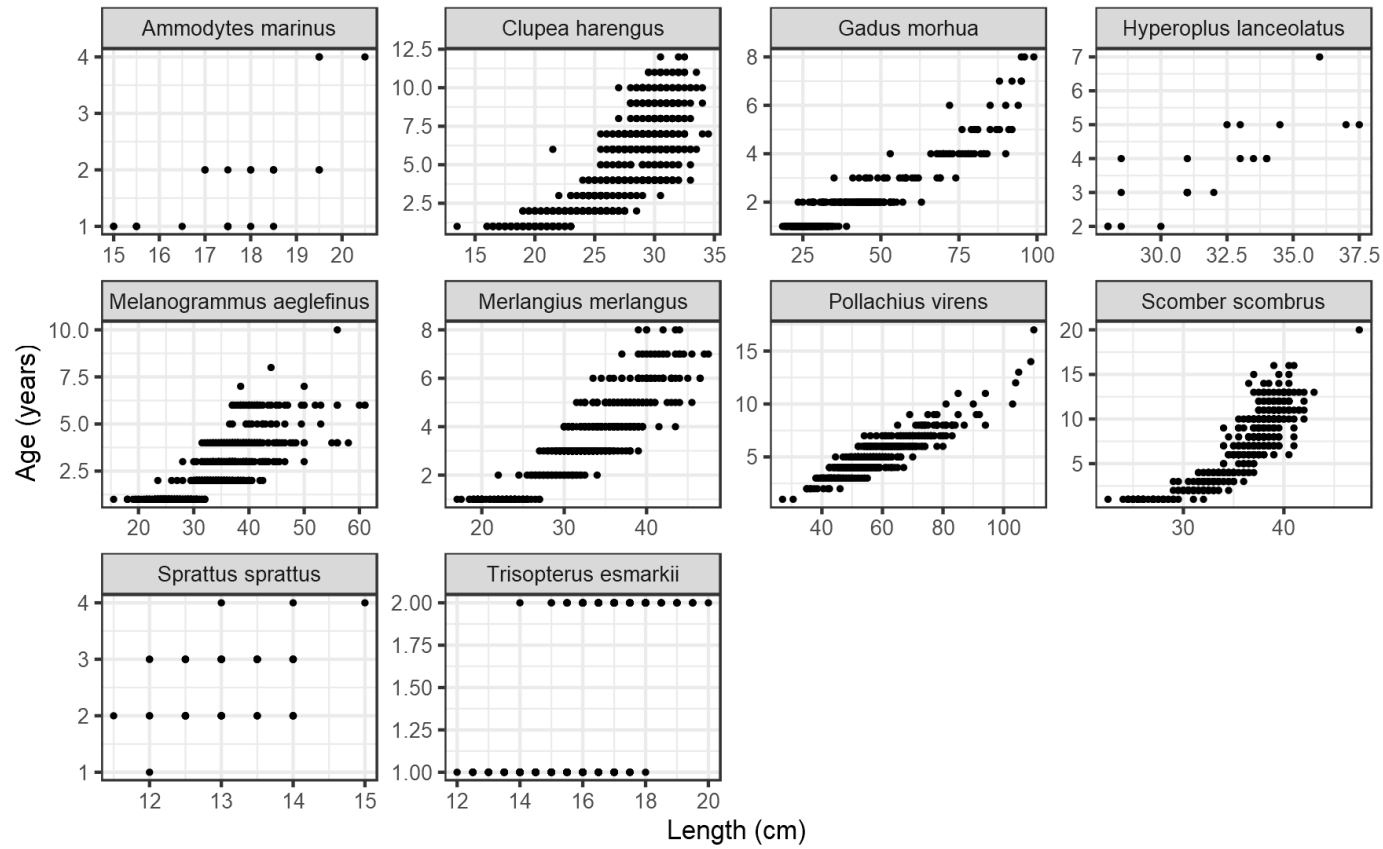 Ammodytes marinus
Clupea harengus
Gadus morhua
Hyperoplus lanceolatus
4
3
2
1
15 16 17 18 19 20
12.5
10.0
7.5
5.0
2.5
15 20 25 30 35
8
6
4
2
25 50 75 100
7
6
5
4
3
2
30.0 32.5 35.0 37.5
Melanogrammus aeglefinus
Merlangius merlangus
Pollachius virens
Scomber scombrus
Age (years)
10.0
7.5
5.0
2.5
20 30 40 50 60
8
6
4
2
20 30 40
15
10
5
40 60 80 100
20
15
10
5
30 40
Sprattus sprattus
Trisopterus esmarkii
4
3
2
1
12 13 14 15
2.00
1.75
1.50
1.25
1.00
12 14 16 18 20
Length (cm)